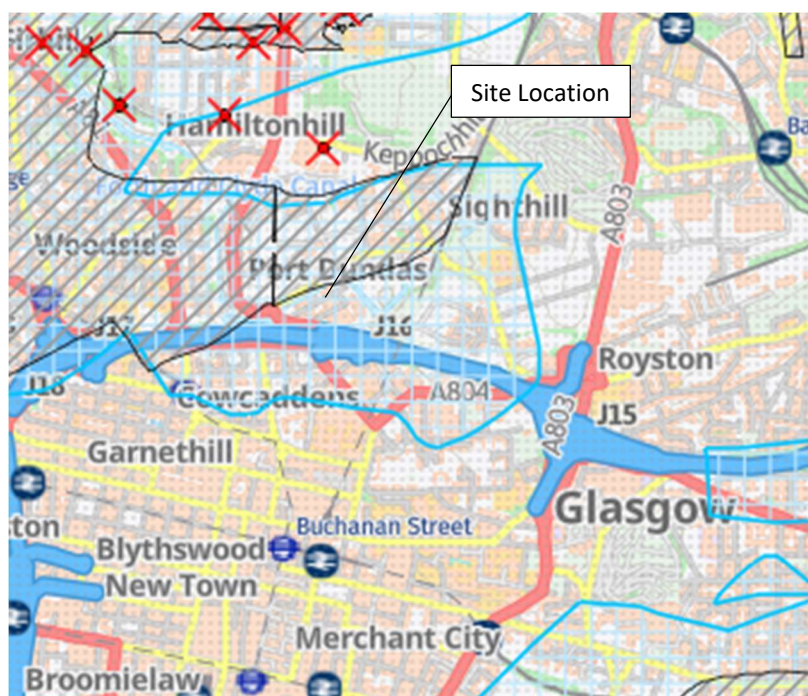 Site Location
Hamiltonhill
Keppochhill
Sighthill
A803
Woodside
Port Dundas
J17
J16
J18
Royston
Cowcaddens
A804
A803
J15
Garnethill
Glasgow
Buchanan Street
Blythswood
New Town
Merchant City
Broomielaw